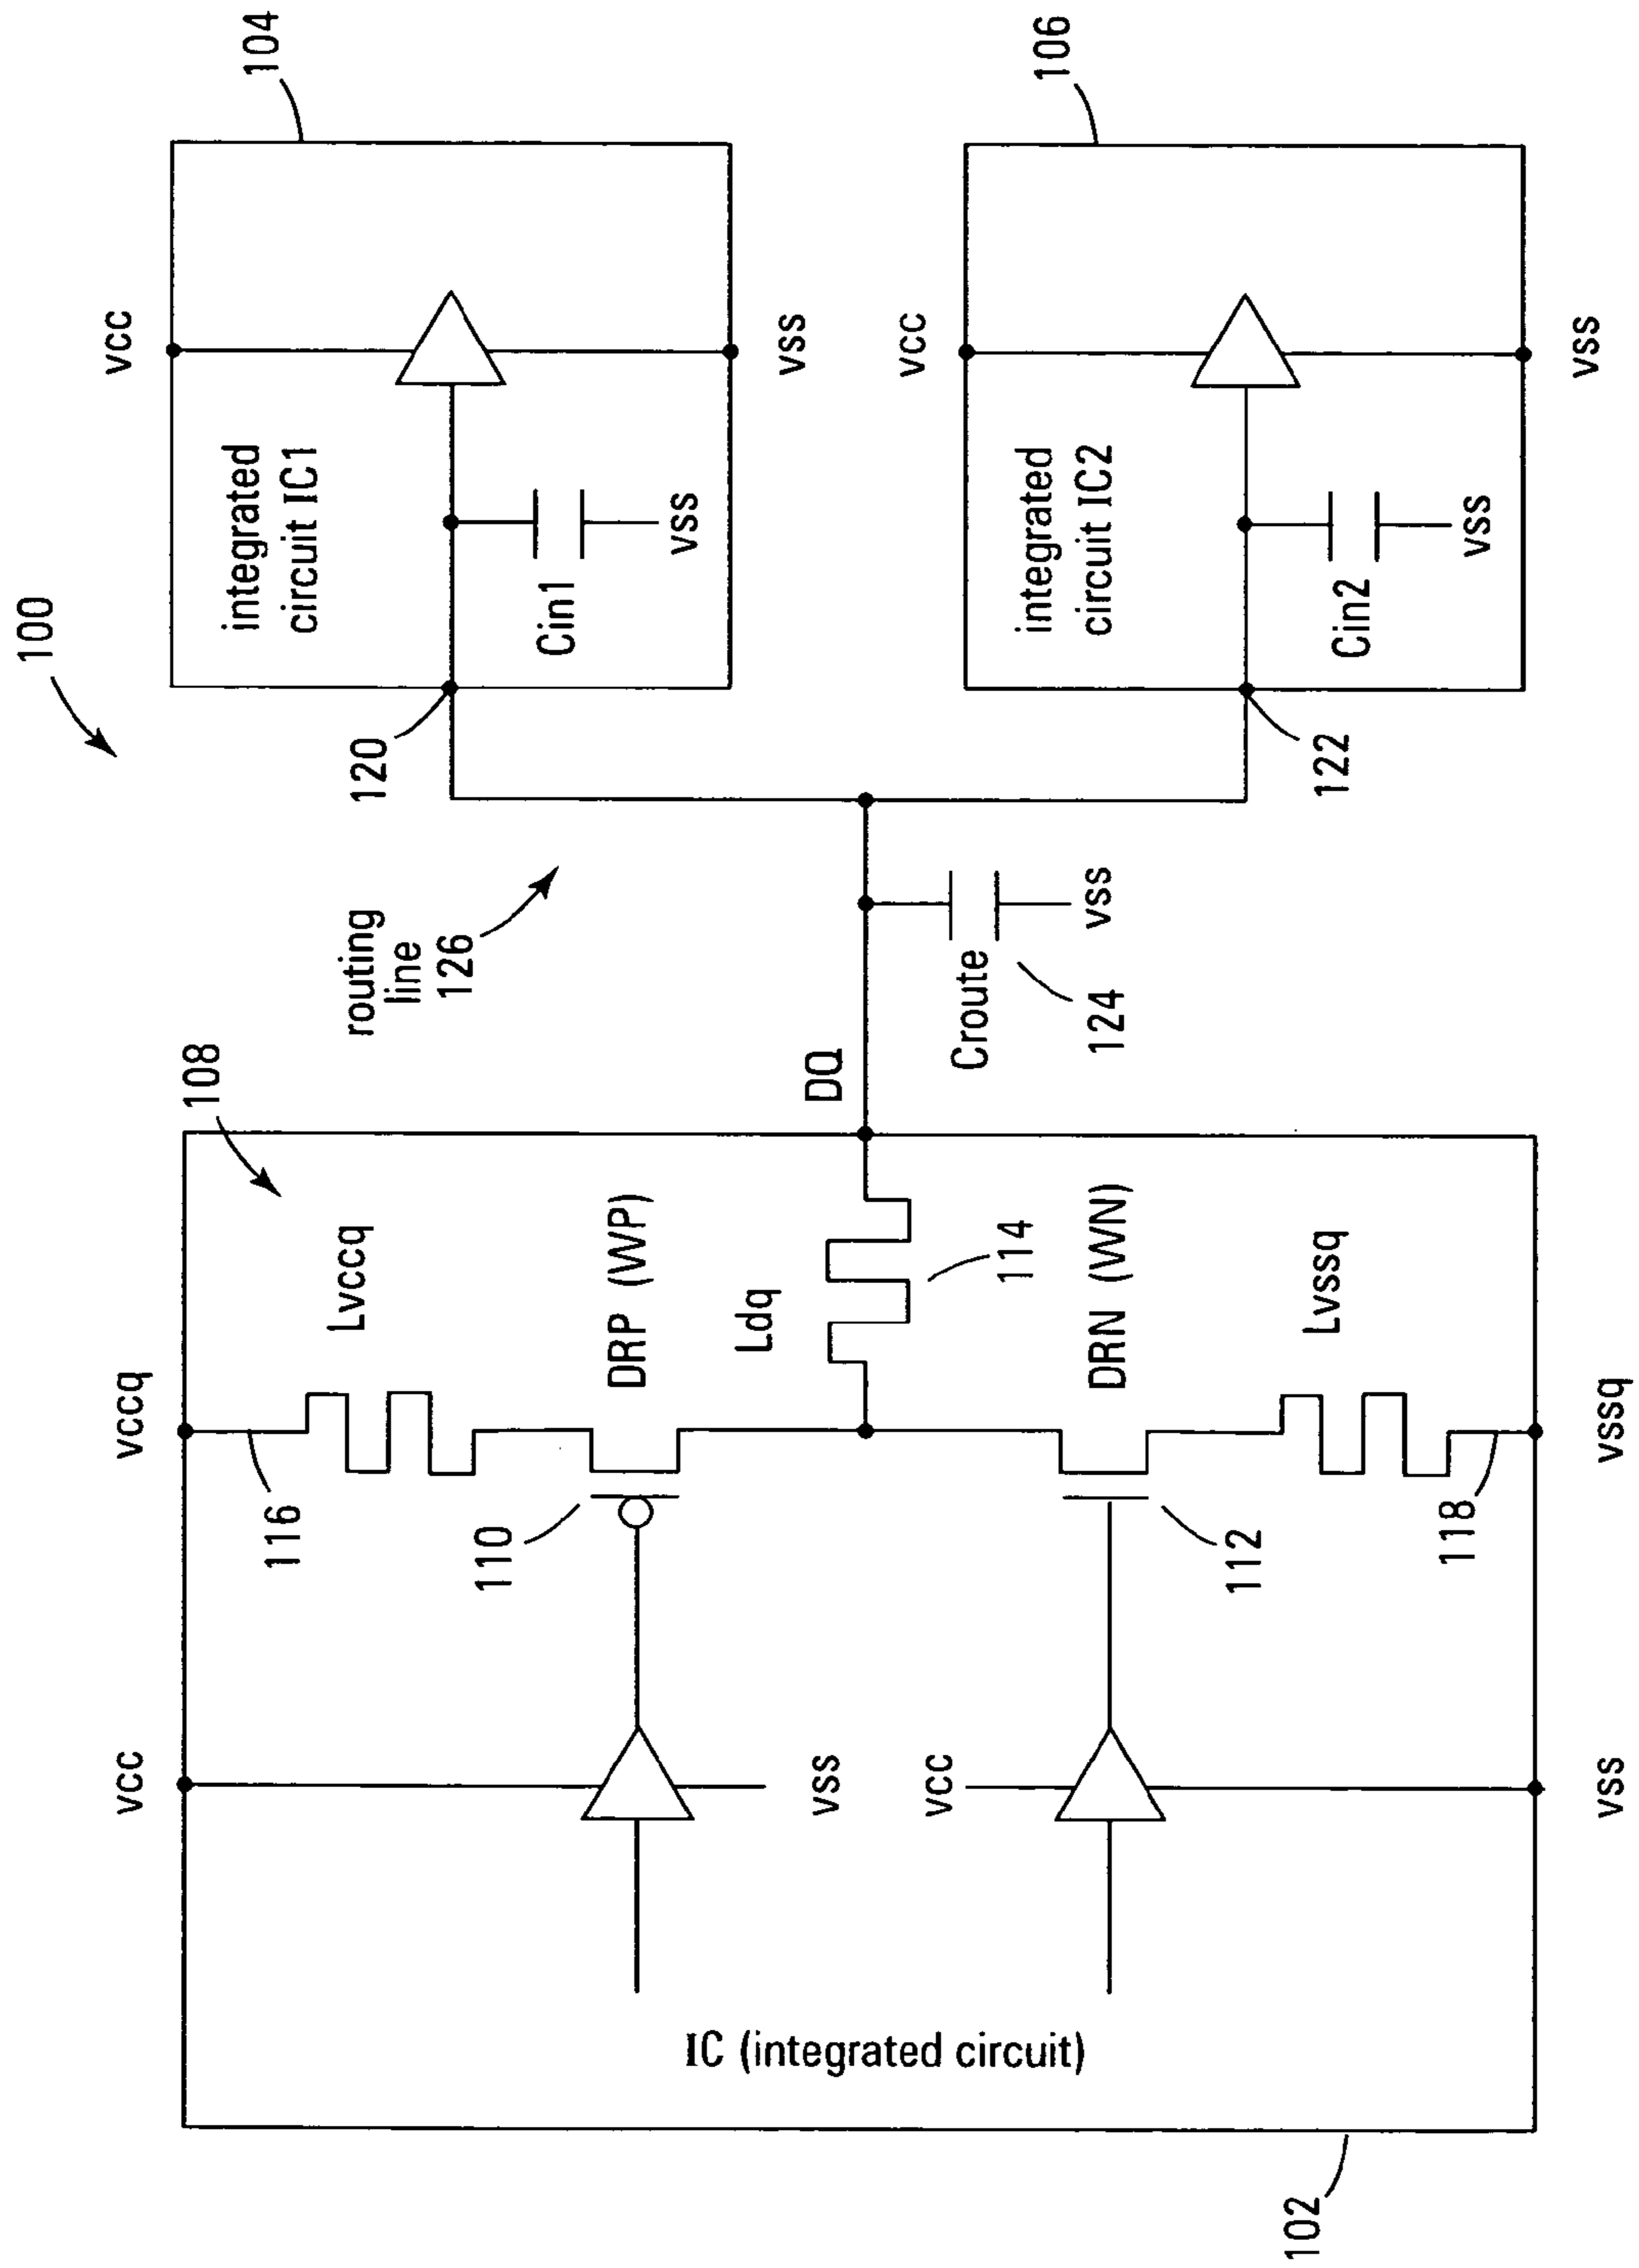 100
104
vcc
integrated
circuit IC1
Cin1
vss
vss
120
106
vcc
integrated
circuit IC2
Cin2
vss
vss
122
routing
line
126
DQ
Croute
vss
124
108
vccq
116
Lvccq
DRP (WP)
110
Ldq
114
DRN (WN)
112
Lvssq
118
vssq
vcc
vss
vcc
vss
IC (integrated circuit)
102